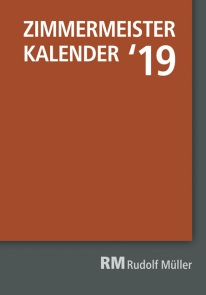 ZIMMERMEISTER
KALENDER '19
RM Rudolf Müller